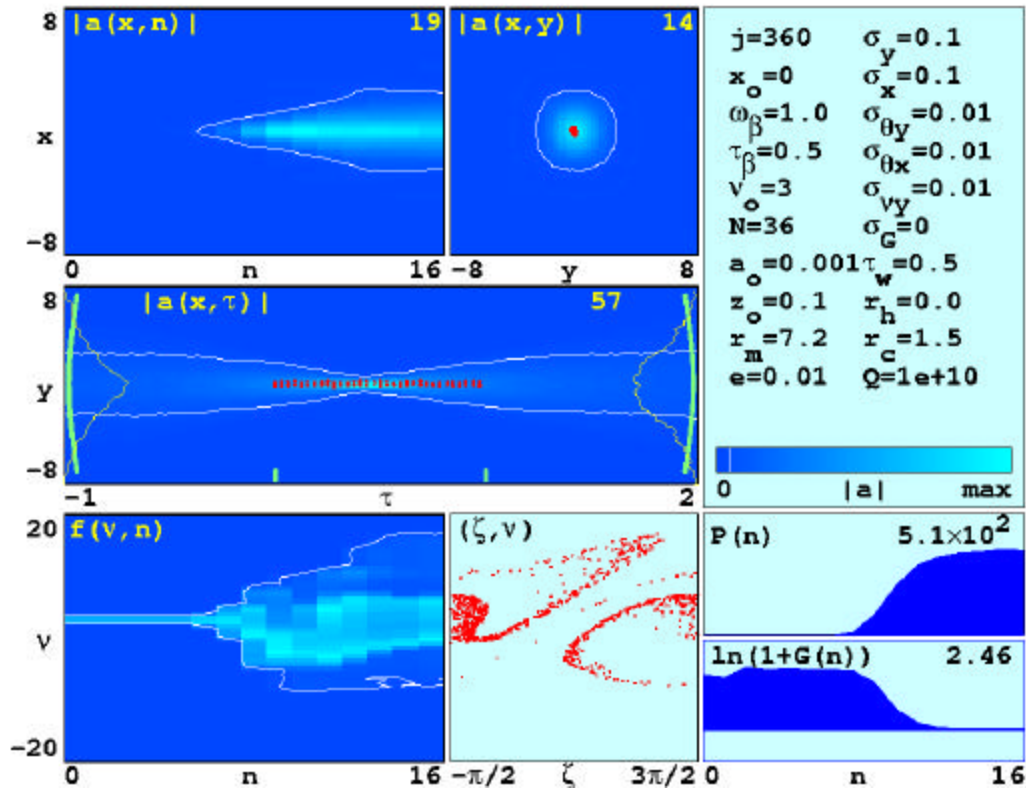 8 |a(x,n)| 19
x
-8
0 n 16
|a(x,y)| 14
-8 y 8
j=360 σy=0.1
xo=0 σx=0.1
ωβ=1.0 σθy=0.01
τβ=0.5 σθx=0.01
νo=3 σνy=0.01
N=36 σG=0
ao=0.001 τw=0.5
zo=0.1 rh=0.0
rm=7.2 rc=1.5
e=0.01 Q=1e+10
0 |a| max
8 |a(x,τ)| 57
y
-8
-1 τ 2
20 f(ν,n)
ν
-20
0 n 16
(ζ,ν)
-π/2 ζ 3π/2
P(n) 5.1×10²
ln(1+G(n)) 2.46
0 n 16